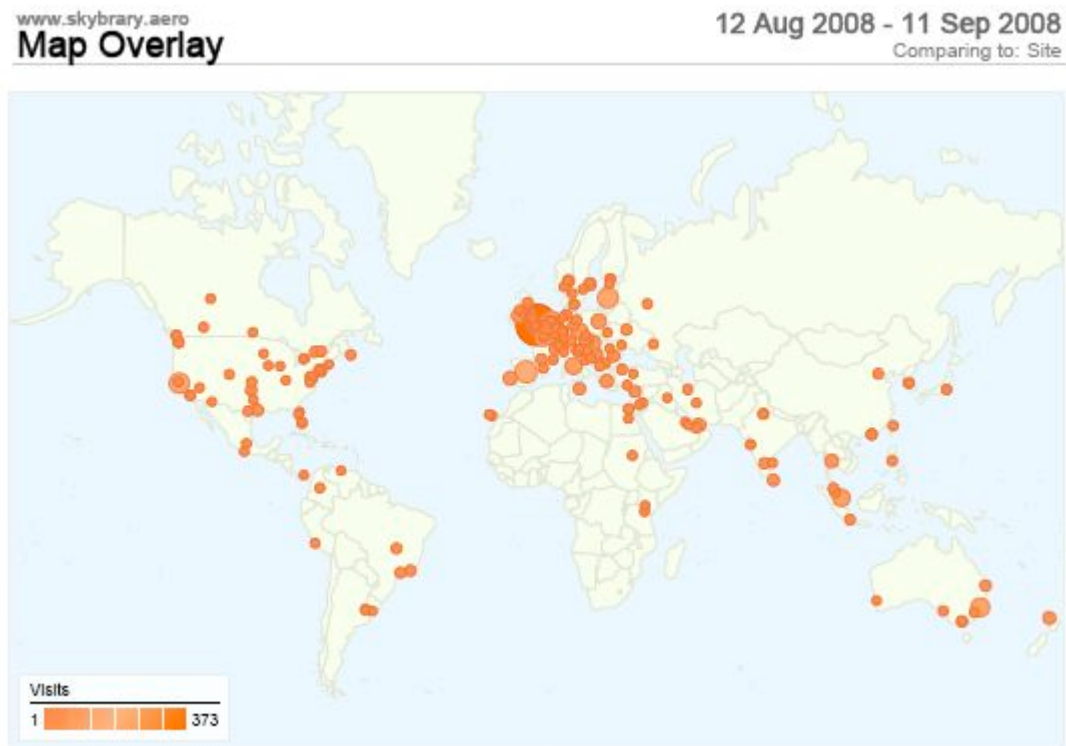 www.skybrary.aero
Map Overlay
12 Aug 2008 - 11 Sep 2008
Comparing to: Site
Visits
1 373